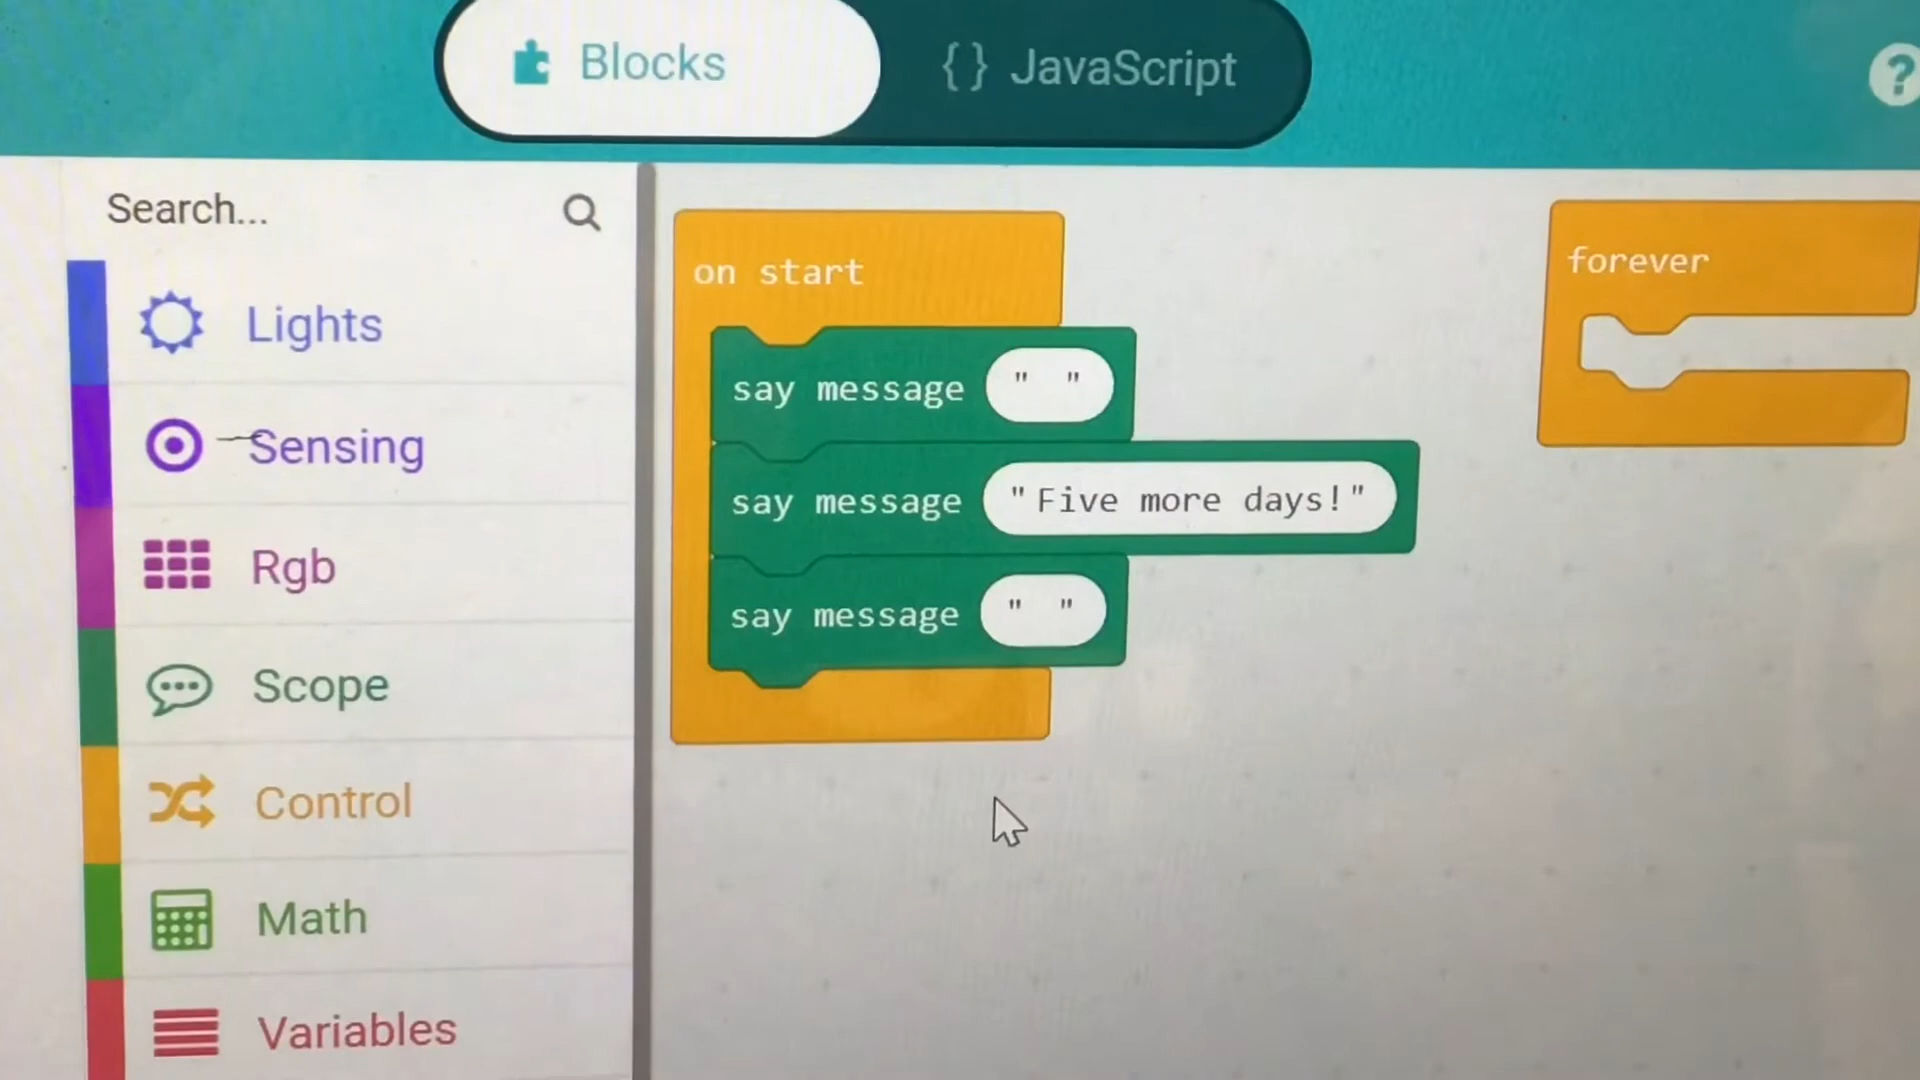 Blocks
{} JavaScript
?
Search...
Lights
Sensing
Rgb
Scope
Control
Math
Variables
on start
say message " "
say message "Five more days!"
say message " "
forever